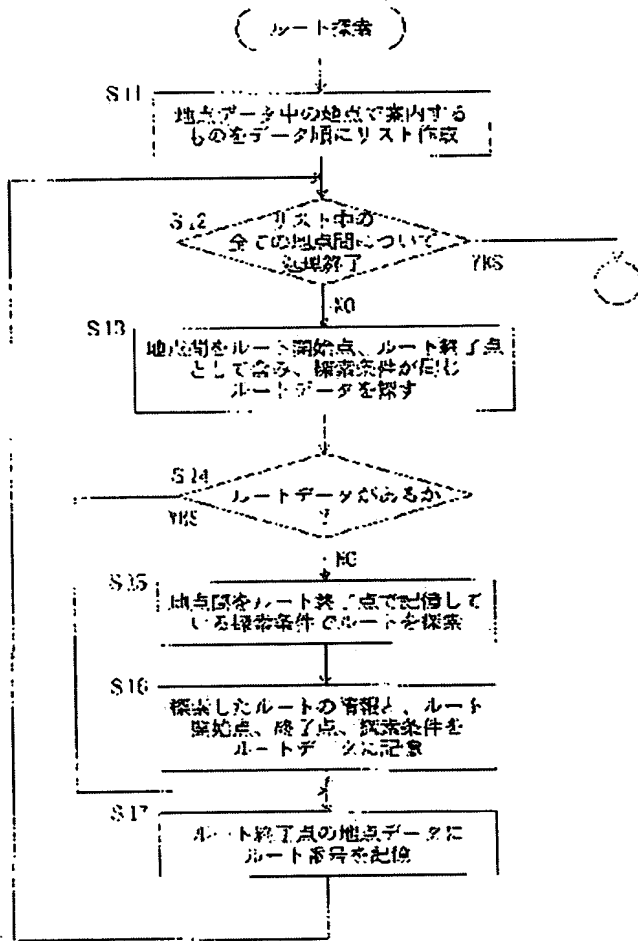 ルート探索
S11
地点データ中の地点で案内する
ものをデータ順にリスト作成
S12
リスト中の
全ての地点間について
処理終了
YES
NO
S13
地点間をルート開始点、ルート終了点
として含み、探索条件が同じ
ルートデータを探す
S14
ルートデータがあるか
?
YES
NO
S15
地点間をルート終了点で記憶して
いる探索条件でルートを探索
S16
探索したルートの情報と、ルート
開始点、終了点、探索条件を
ルートデータに記憶
S17
ルート終了点の地点データに
ルート番号を記憶